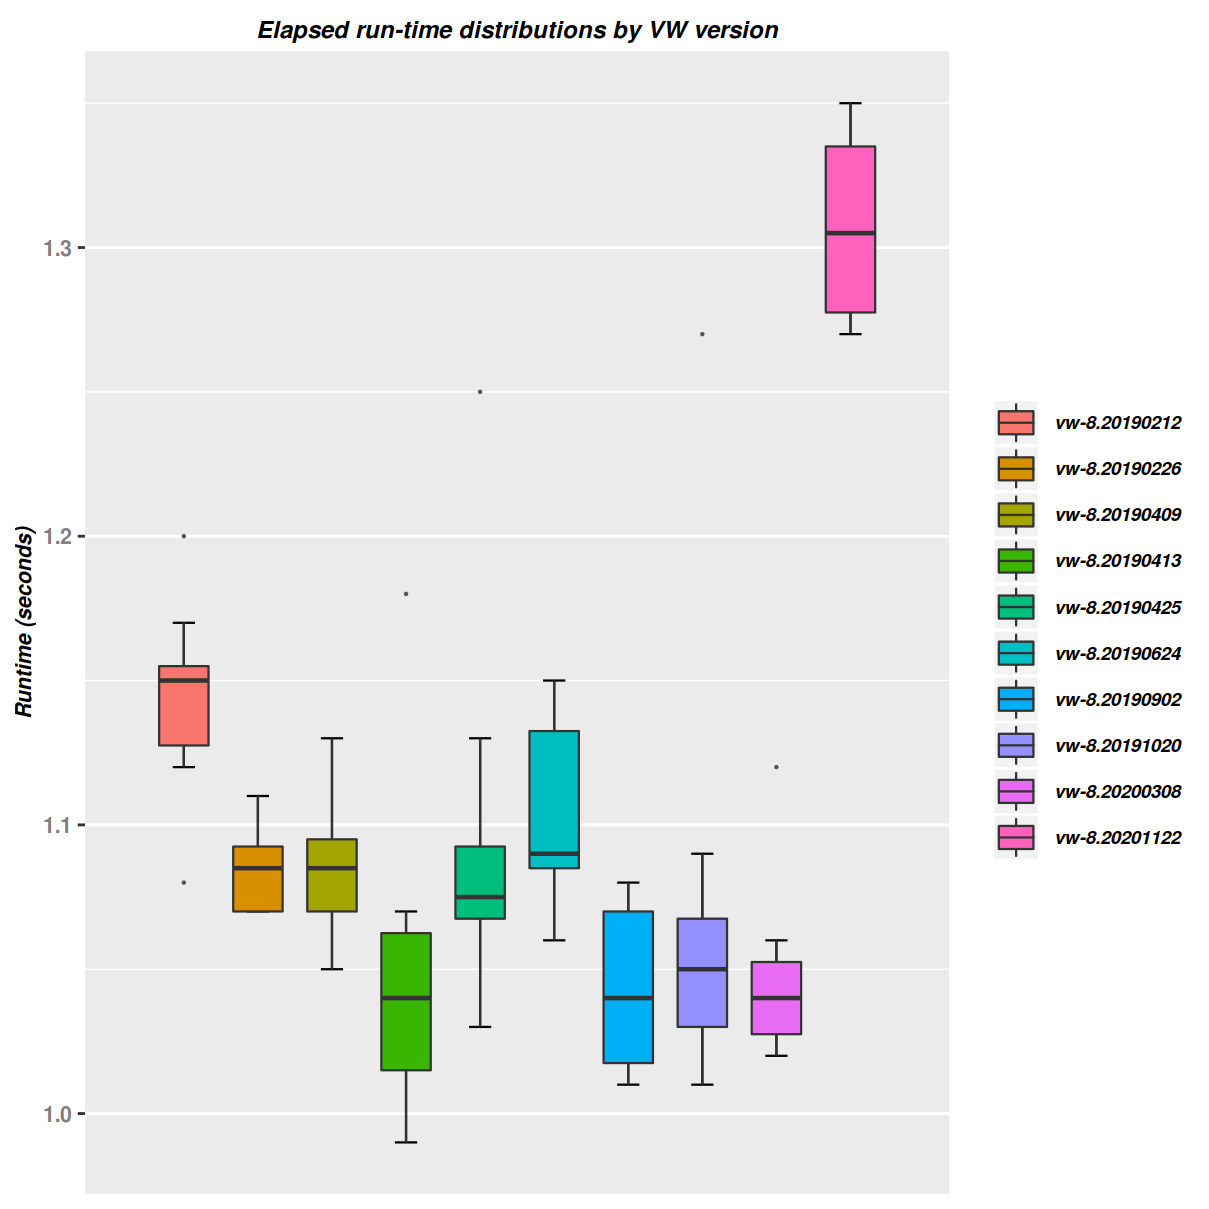 Elapsed run-time distributions by VW version
Runtime (seconds)
1.3
1.2
1.1
1.0
vw-8.20190212
vw-8.20190226
vw-8.20190409
vw-8.20190413
vw-8.20190425
vw-8.20190624
vw-8.20190902
vw-8.20191020
vw-8.20200308
vw-8.20201122